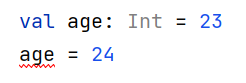 val age: Int = 23
age = 24